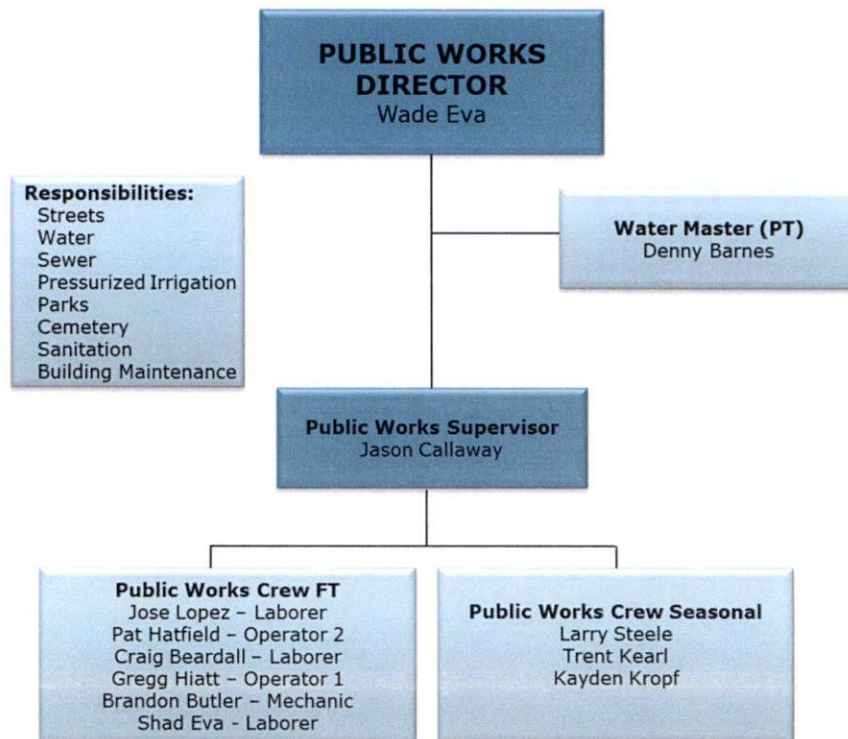 PUBLIC WORKS
DIRECTOR
Wade Eva
Responsibilities:
Streets
Water
Sewer
Pressurized Irrigation
Parks
Cemetery
Sanitation
Building Maintenance
Water Master (PT)
Denny Barnes
Public Works Supervisor
Jason Callaway
Public Works Crew FT
Jose Lopez – Laborer
Pat Hatfield – Operator 2
Craig Beardall – Laborer
Gregg Hiatt – Operator 1
Brandon Butler – Mechanic
Shad Eva - Laborer
Public Works Crew Seasonal
Larry Steele
Trent Kearl
Kayden Kropf